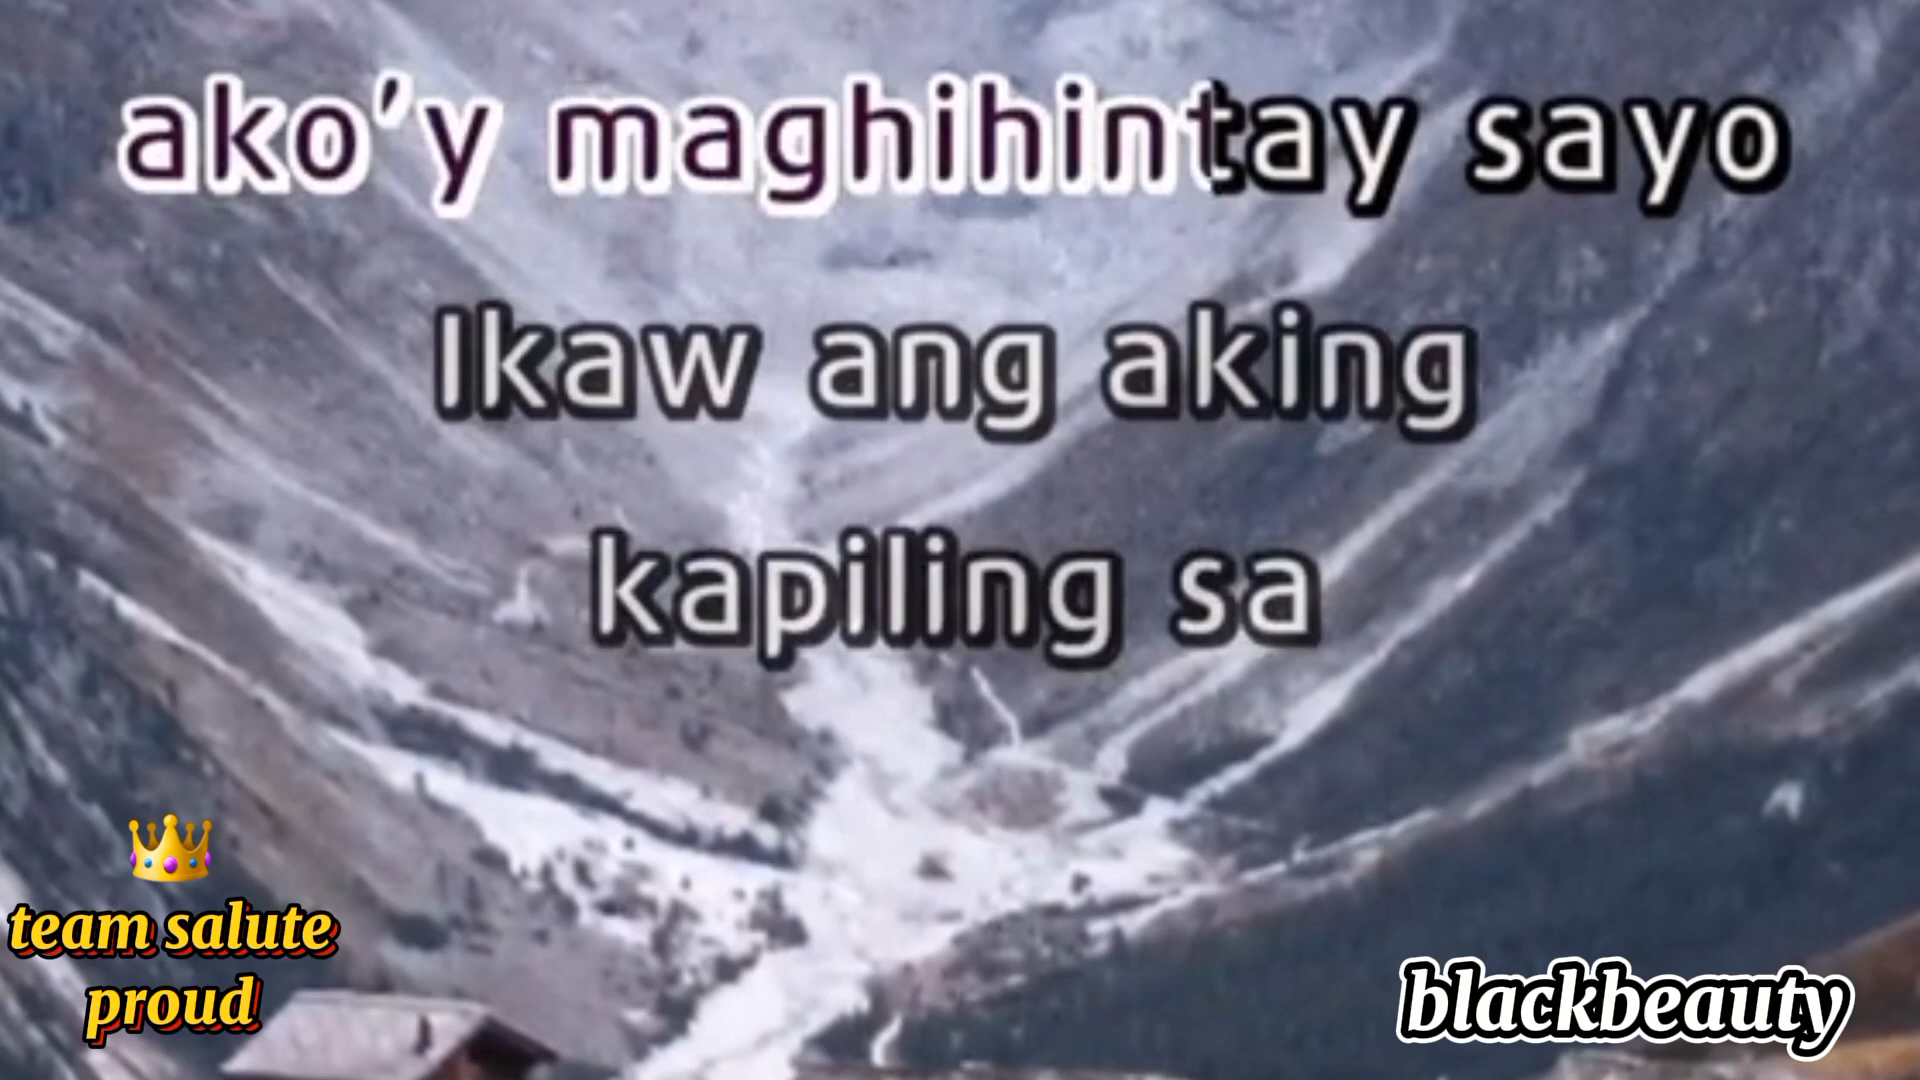 ako'y maghihintay sayo
Ikaw ang aking
kapiling sa
team salute
proud
blackbeauty